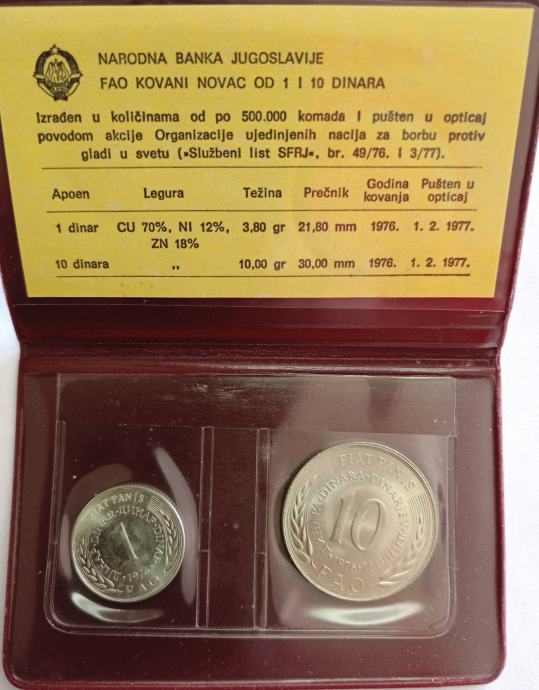 NARODNA BANKA JUGOSLAVIJE
FAO KOVANI NOVAC OD 1 I 10 DINARA
Izrađen u količinama od po 500.000 komada I pušten u opticaj
povodom akcije Organizacije ujedinjenih nacija za borbu protiv
gladi u svetu (»Službeni list SFRJ«, br. 49/76. I 3/77).
Apoen Legura Težina Prečnik Godina kovanja Pušten u opticaj
1 dinar CU 70%, NI 12%, ZN 18% 3,80 gr 21,80 mm 1976. 1. 2. 1977.
10 dinara „ 10,00 gr 30,00 mm 1976. 1. 2. 1977.
FIAT PANIS
1
FAO
FIAT PANIS
DINARA
10
1976
FAO